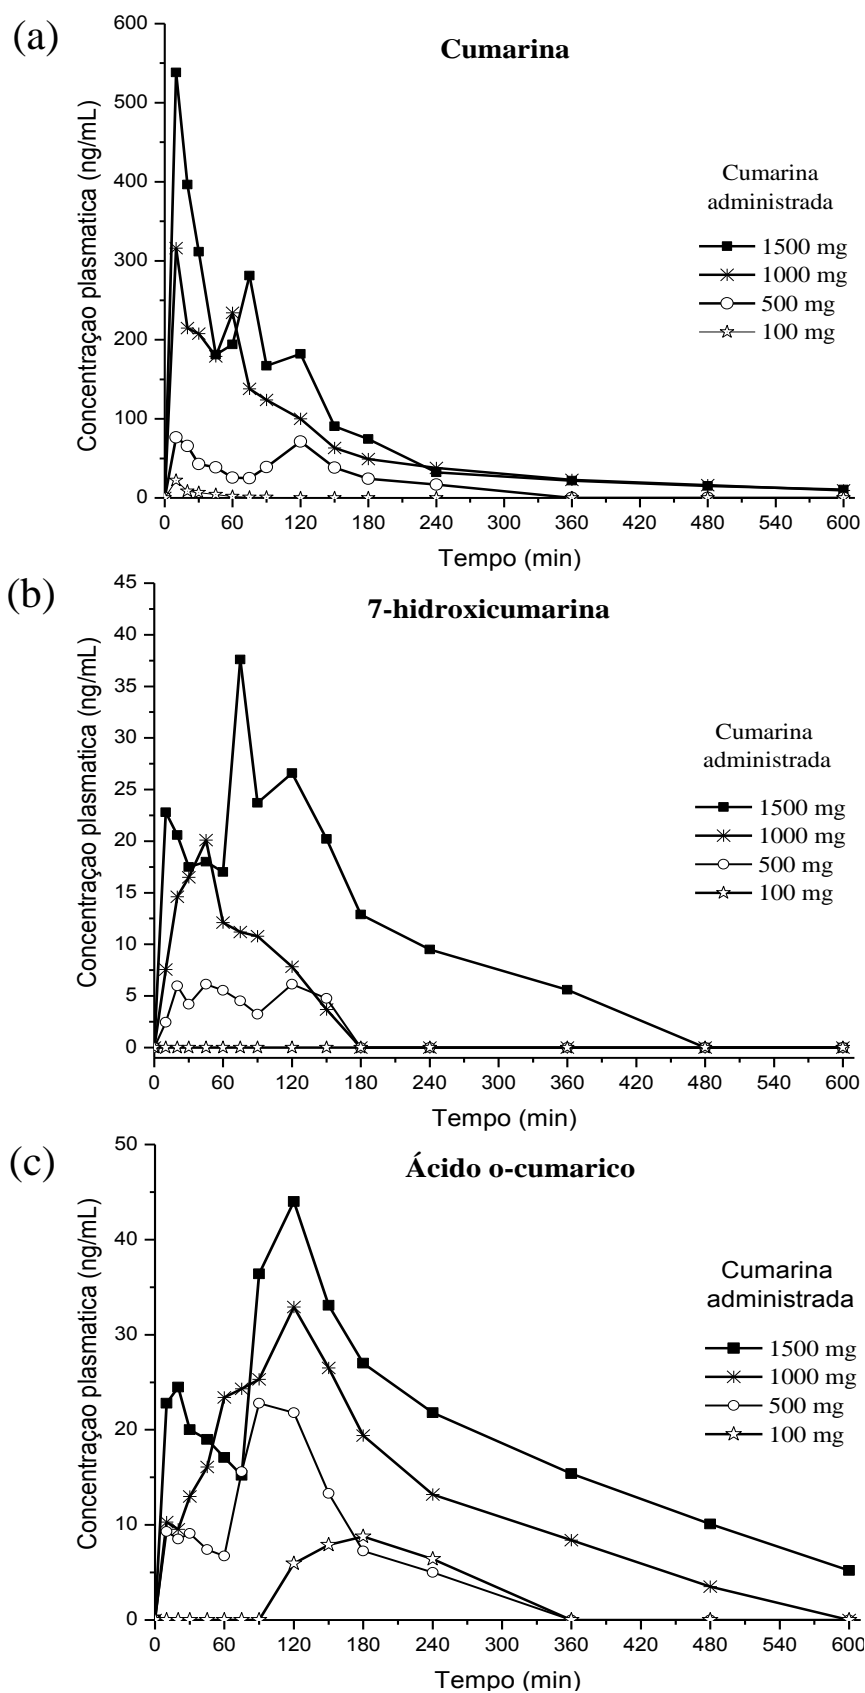 (a)
Cumarina
Concentraçao plasmatica (ng/mL)
600
500
400
300
200
100
0
Cumarina
administrada
1500 mg
1000 mg
500 mg
100 mg
0 60 120 180 240 300 360 420 480 540 600
Tempo (min)
(b)
7-hidroxicumarina
Concentraçao plasmatica (ng/mL)
45
40
35
30
25
20
15
10
5
0
Cumarina
administrada
1500 mg
1000 mg
500 mg
100 mg
0 60 120 180 240 300 360 420 480 540 600
Tempo (min)
(c)
Ácido o-cumarico
Concentraçao plasmatica (ng/mL)
50
40
30
20
10
0
Cumarina
administrada
1500 mg
1000 mg
500 mg
100 mg
0 60 120 180 240 300 360 420 480 540 600
Tempo (min)